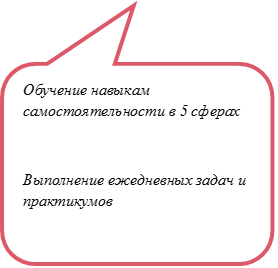 Обучение навыкам
самостоятельности в 5 сферах
Выполнение ежедневных задач и
практикумов